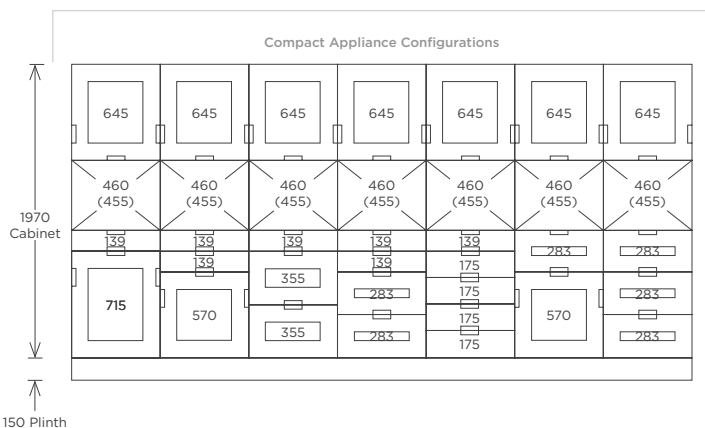 Compact Appliance Configurations
645 645 645 645 645 645 645
460 460 460 460 460 460 460
(455) (455) (455) (455) (455) (455) (455)
1970
Cabinet
139 139 139 139 139 283 283
139 139 175
355
175
283 283
715 570 570
175
355 283 283
175
150 Plinth